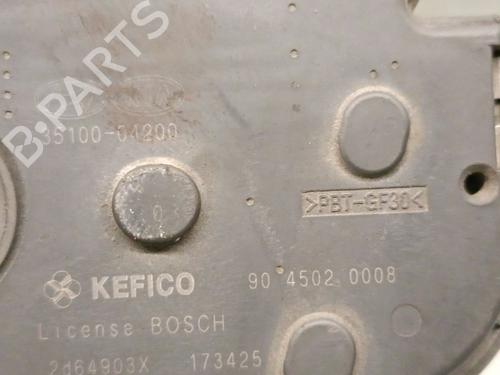 B-PARTS
35100-04200
>PBT-GF30<
KEFICO 90 4502 0008
License BOSCH
2d64903X 173425